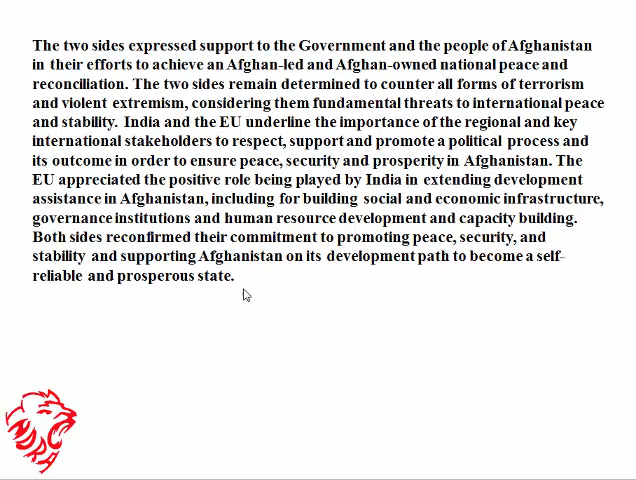 The two sides expressed support to the Government and the people of Afghanistan
in their efforts to achieve an Afghan-led and Afghan-owned national peace and
reconciliation. The two sides remain determined to counter all forms of terrorism
and violent extremism, considering them fundamental threats to international peace
and stability. India and the EU underline the importance of the regional and key
international stakeholders to respect, support and promote a political process and
its outcome in order to ensure peace, security and prosperity in Afghanistan. The
EU appreciated the positive role being played by India in extending development
assistance in Afghanistan, including for building social and economic infrastructure,
governance institutions and human resource development and capacity building.
Both sides reconfirmed their commitment to promoting peace, security, and
stability and supporting Afghanistan on its development path to become a self-
reliable and prosperous state.